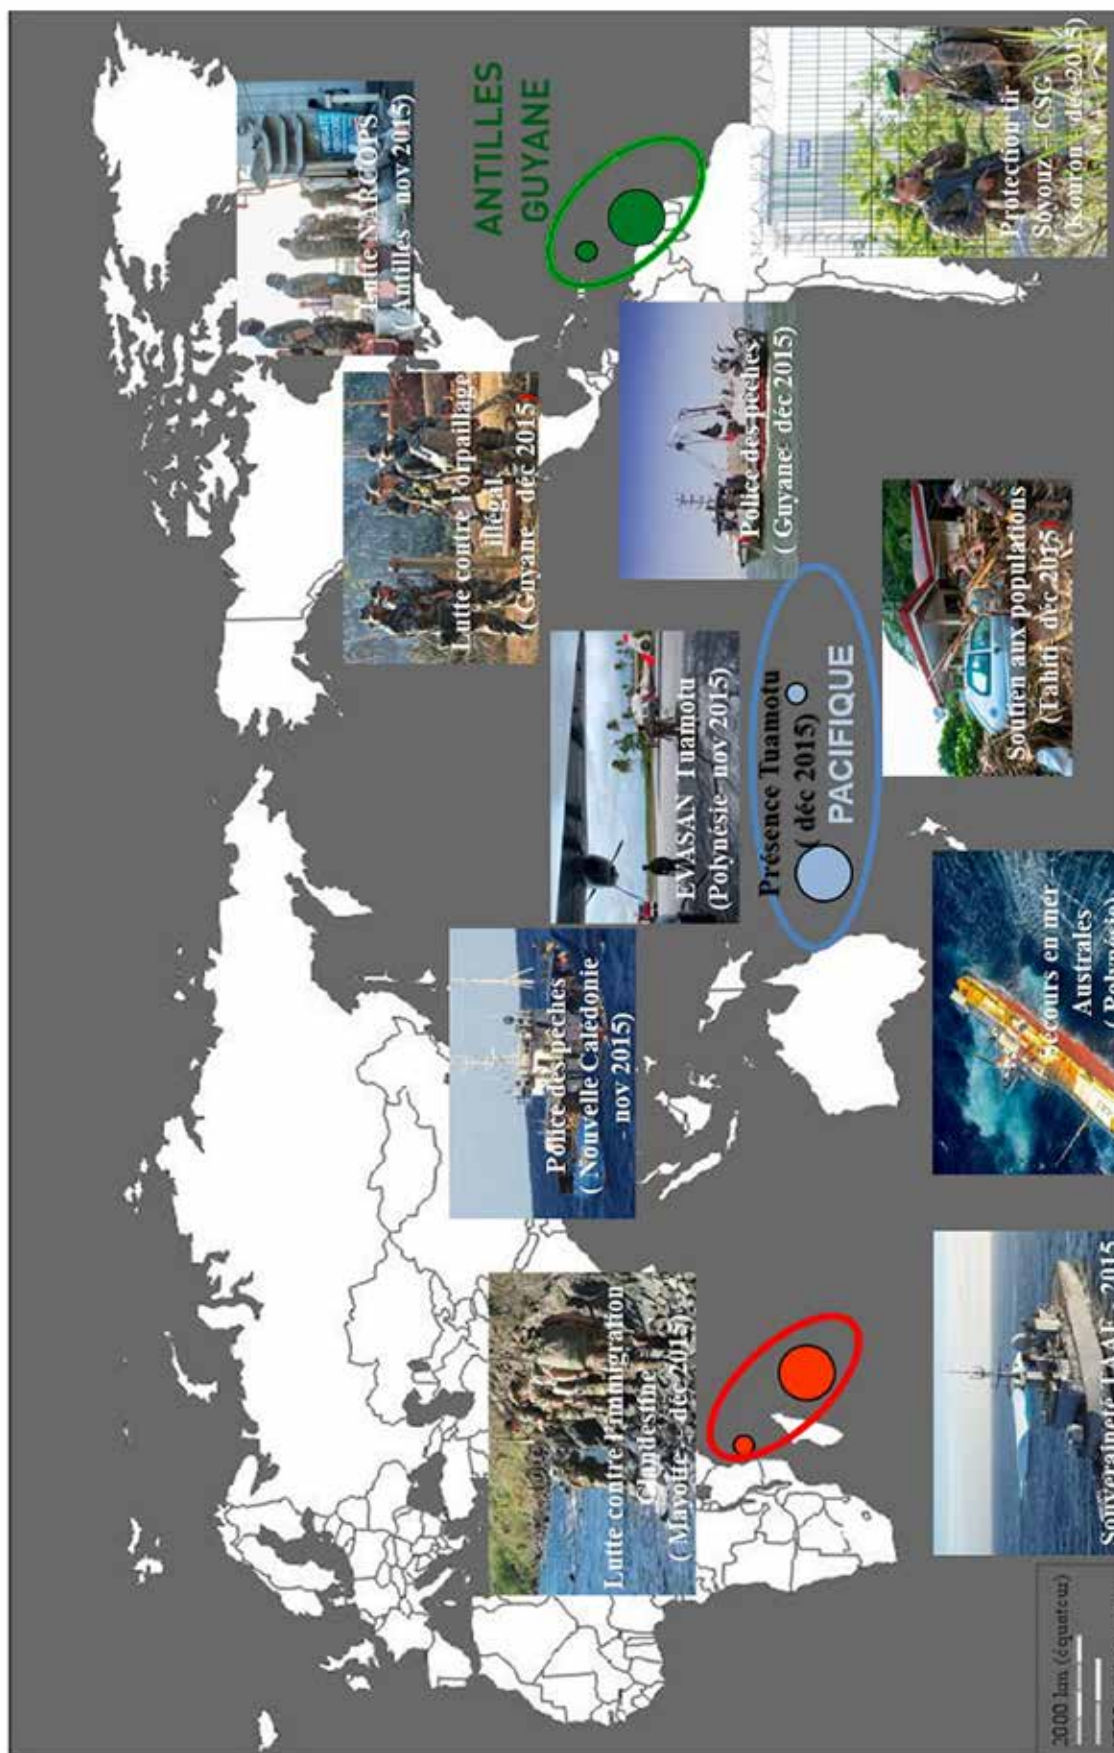 Lutte NARCOPS
( Antilles – nov 2015)
Lutte contre l'orpaillage
illégal
( Guyane – déc 2015)
ANTILLES
GUYANE
Police des pêches
( Nouvelle Calédonie
- nov 2015)
Lutte contre l'immigration
Clandestine
( Mayotte – déc 2015)
EVASAN Tuamotu
(Polynésie- nov 2015)
Police des pêches
( Guyane- déc 2015)
Présence Tuamotu
( déc 2015)
PACIFIQUE
Soutien aux populations
(Tahiti – déc 2015)
Protection tir
Soyouz – CSG
( Kourou – déc 2015)
Secours en mer
Australes
( Polynésie)
Souveraineté TAAF - 2015
2000 km (équateur)